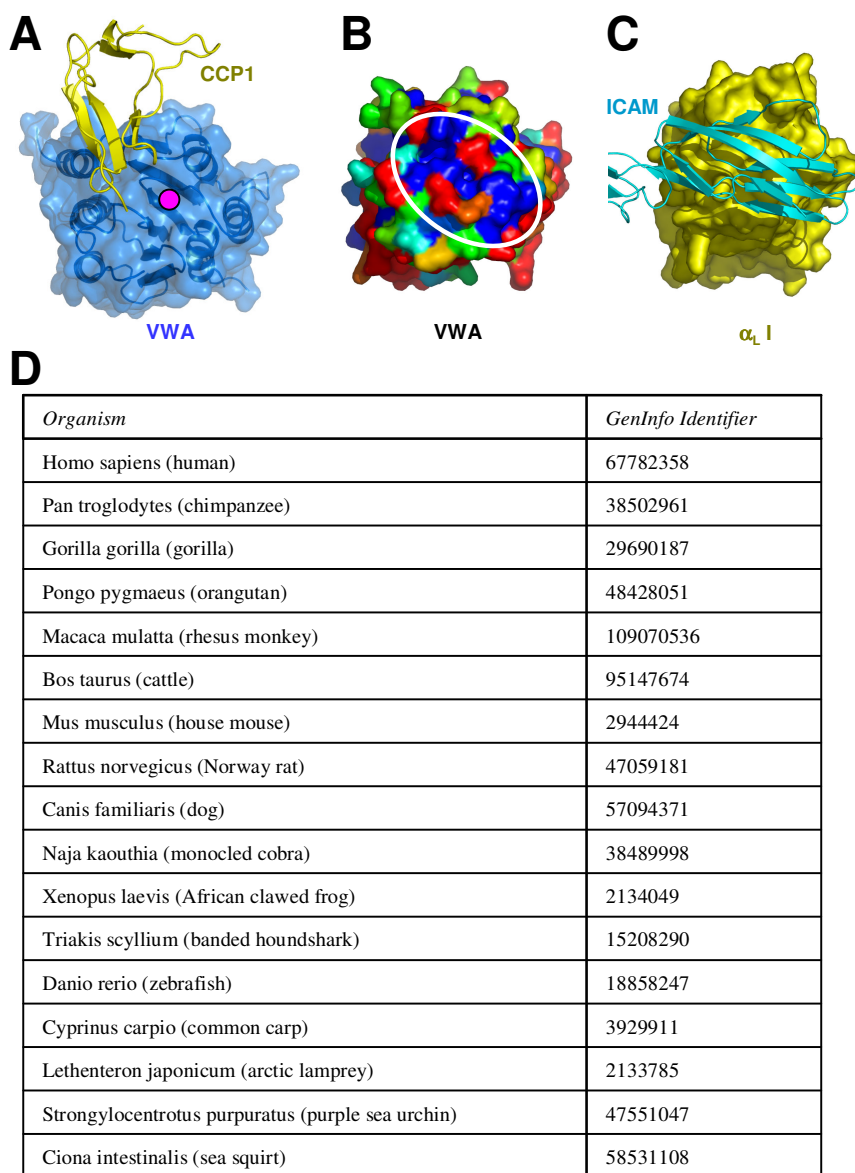 A
B
C
CCP1
ICAM
VWA
VWA
αL I
D
Organism GenInfo Identifier
Homo sapiens (human) 67782358
Pan troglodytes (chimpanzee) 38502961
Gorilla gorilla (gorilla) 29690187
Pongo pygmaeus (orangutan) 48428051
Macaca mulatta (rhesus monkey) 109070536
Bos taurus (cattle) 95147674
Mus musculus (house mouse) 2944424
Rattus norvegicus (Norway rat) 47059181
Canis familiaris (dog) 57094371
Naja kaouthia (monocled cobra) 38489998
Xenopus laevis (African clawed frog) 2134049
Triakis scyllium (banded houndshark) 15208290
Danio rerio (zebrafish) 18858247
Cyprinus carpio (common carp) 3929911
Lethenteron japonicum (arctic lamprey) 2133785
Strongylocentrotus purpuratus (purple sea urchin) 47551047
Ciona intestinalis (sea squirt) 58531108